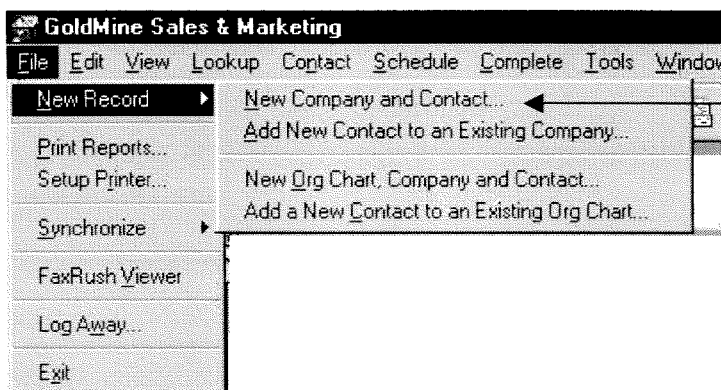 GoldMine Sales & Marketing
File Edit View Lookup Contact Schedule Complete Tools Window
New Record
New Company and Contact...
Add New Contact to an Existing Company...
New Org Chart, Company and Contact...
Add a New Contact to an Existing Org Chart...
Print Reports...
Setup Printer...
Synchronize
FaxRush Viewer
Log Away...
Exit